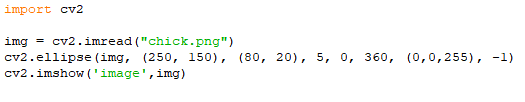 import cv2
img = cv2.imread("chick.png")
cv2.ellipse(img, (250, 150), (80, 20), 5, 0, 360, (0,0,255), -1)
cv2.imshow('image',img)